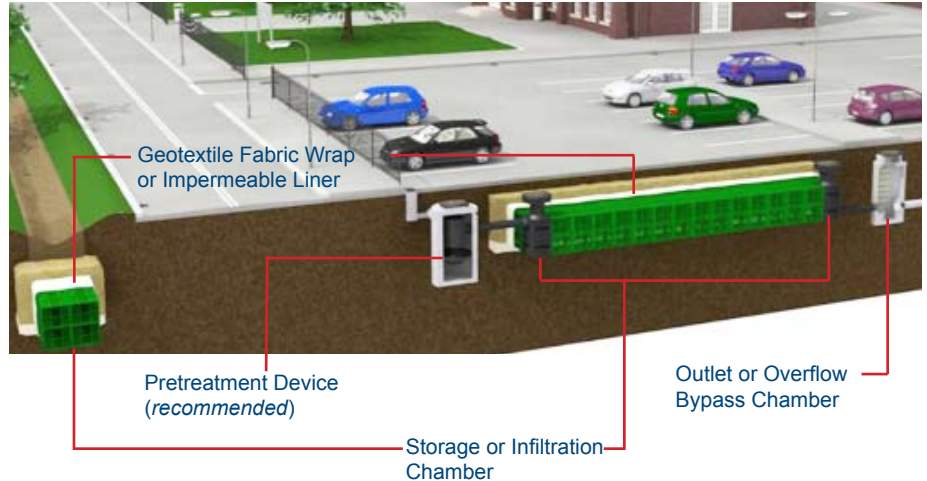 Geotextile Fabric Wrap
or Impermeable Liner
Pretreatment Device
(recommended)
Outlet or Overflow
Bypass Chamber
Storage or Infiltration
Chamber